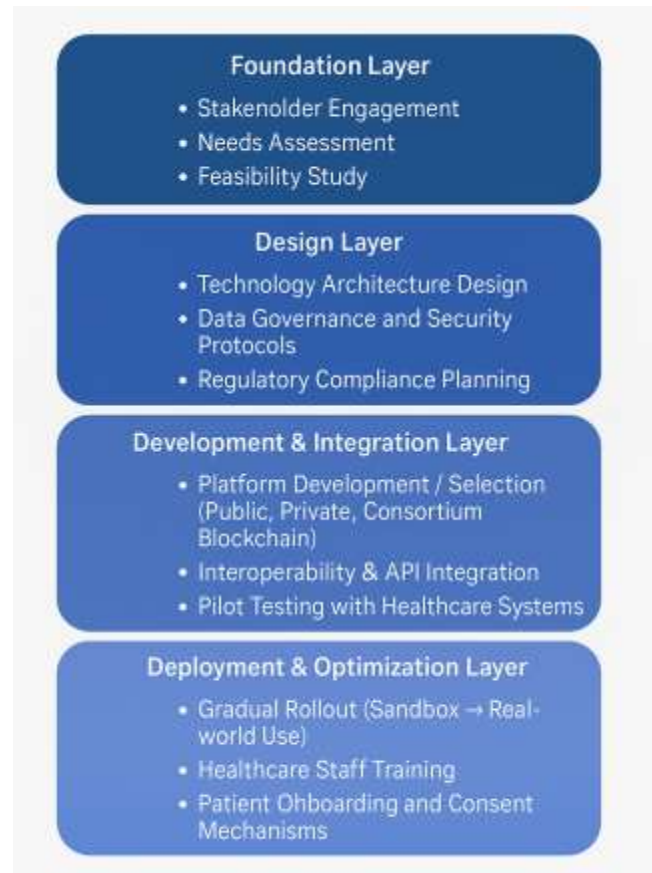 Foundation Layer
• Stakenolder Engagement
• Needs Assessment
• Feasibility Study
Design Layer
• Technology Architecture Design
• Data Governance and Security
Protocols
• Regulatory Compliance Planning
Development & Integration Layer
• Platform Development / Selection
(Public, Private, Consortium
Blockchain)
• Interoperability & API Integration
• Pilot Testing with Healthcare Systems
Deployment & Optimization Layer
• Gradual Rollout (Sandbox → Real-
world Use)
• Healthcare Staff Training
• Patient Ohboarding and Consent
Mechanisms